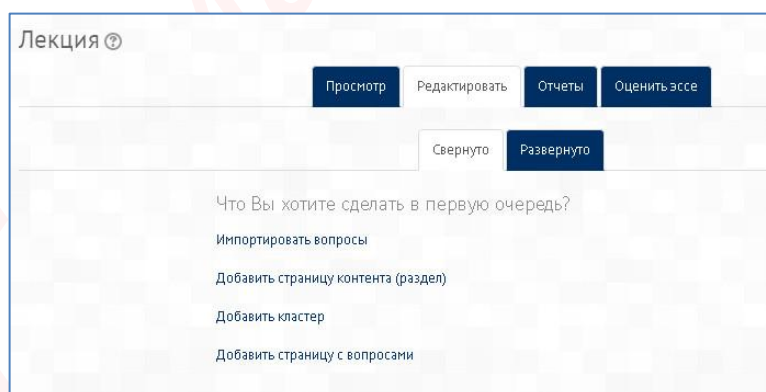 Лекция
Просмотр Редактировать Отчеты Оценить эссе
Свернуто Развернуто
Что Вы хотите сделать в первую очередь?
Импортировать вопросы
Добавить страницу контента (раздел)
Добавить кластер
Добавить страницу с вопросами